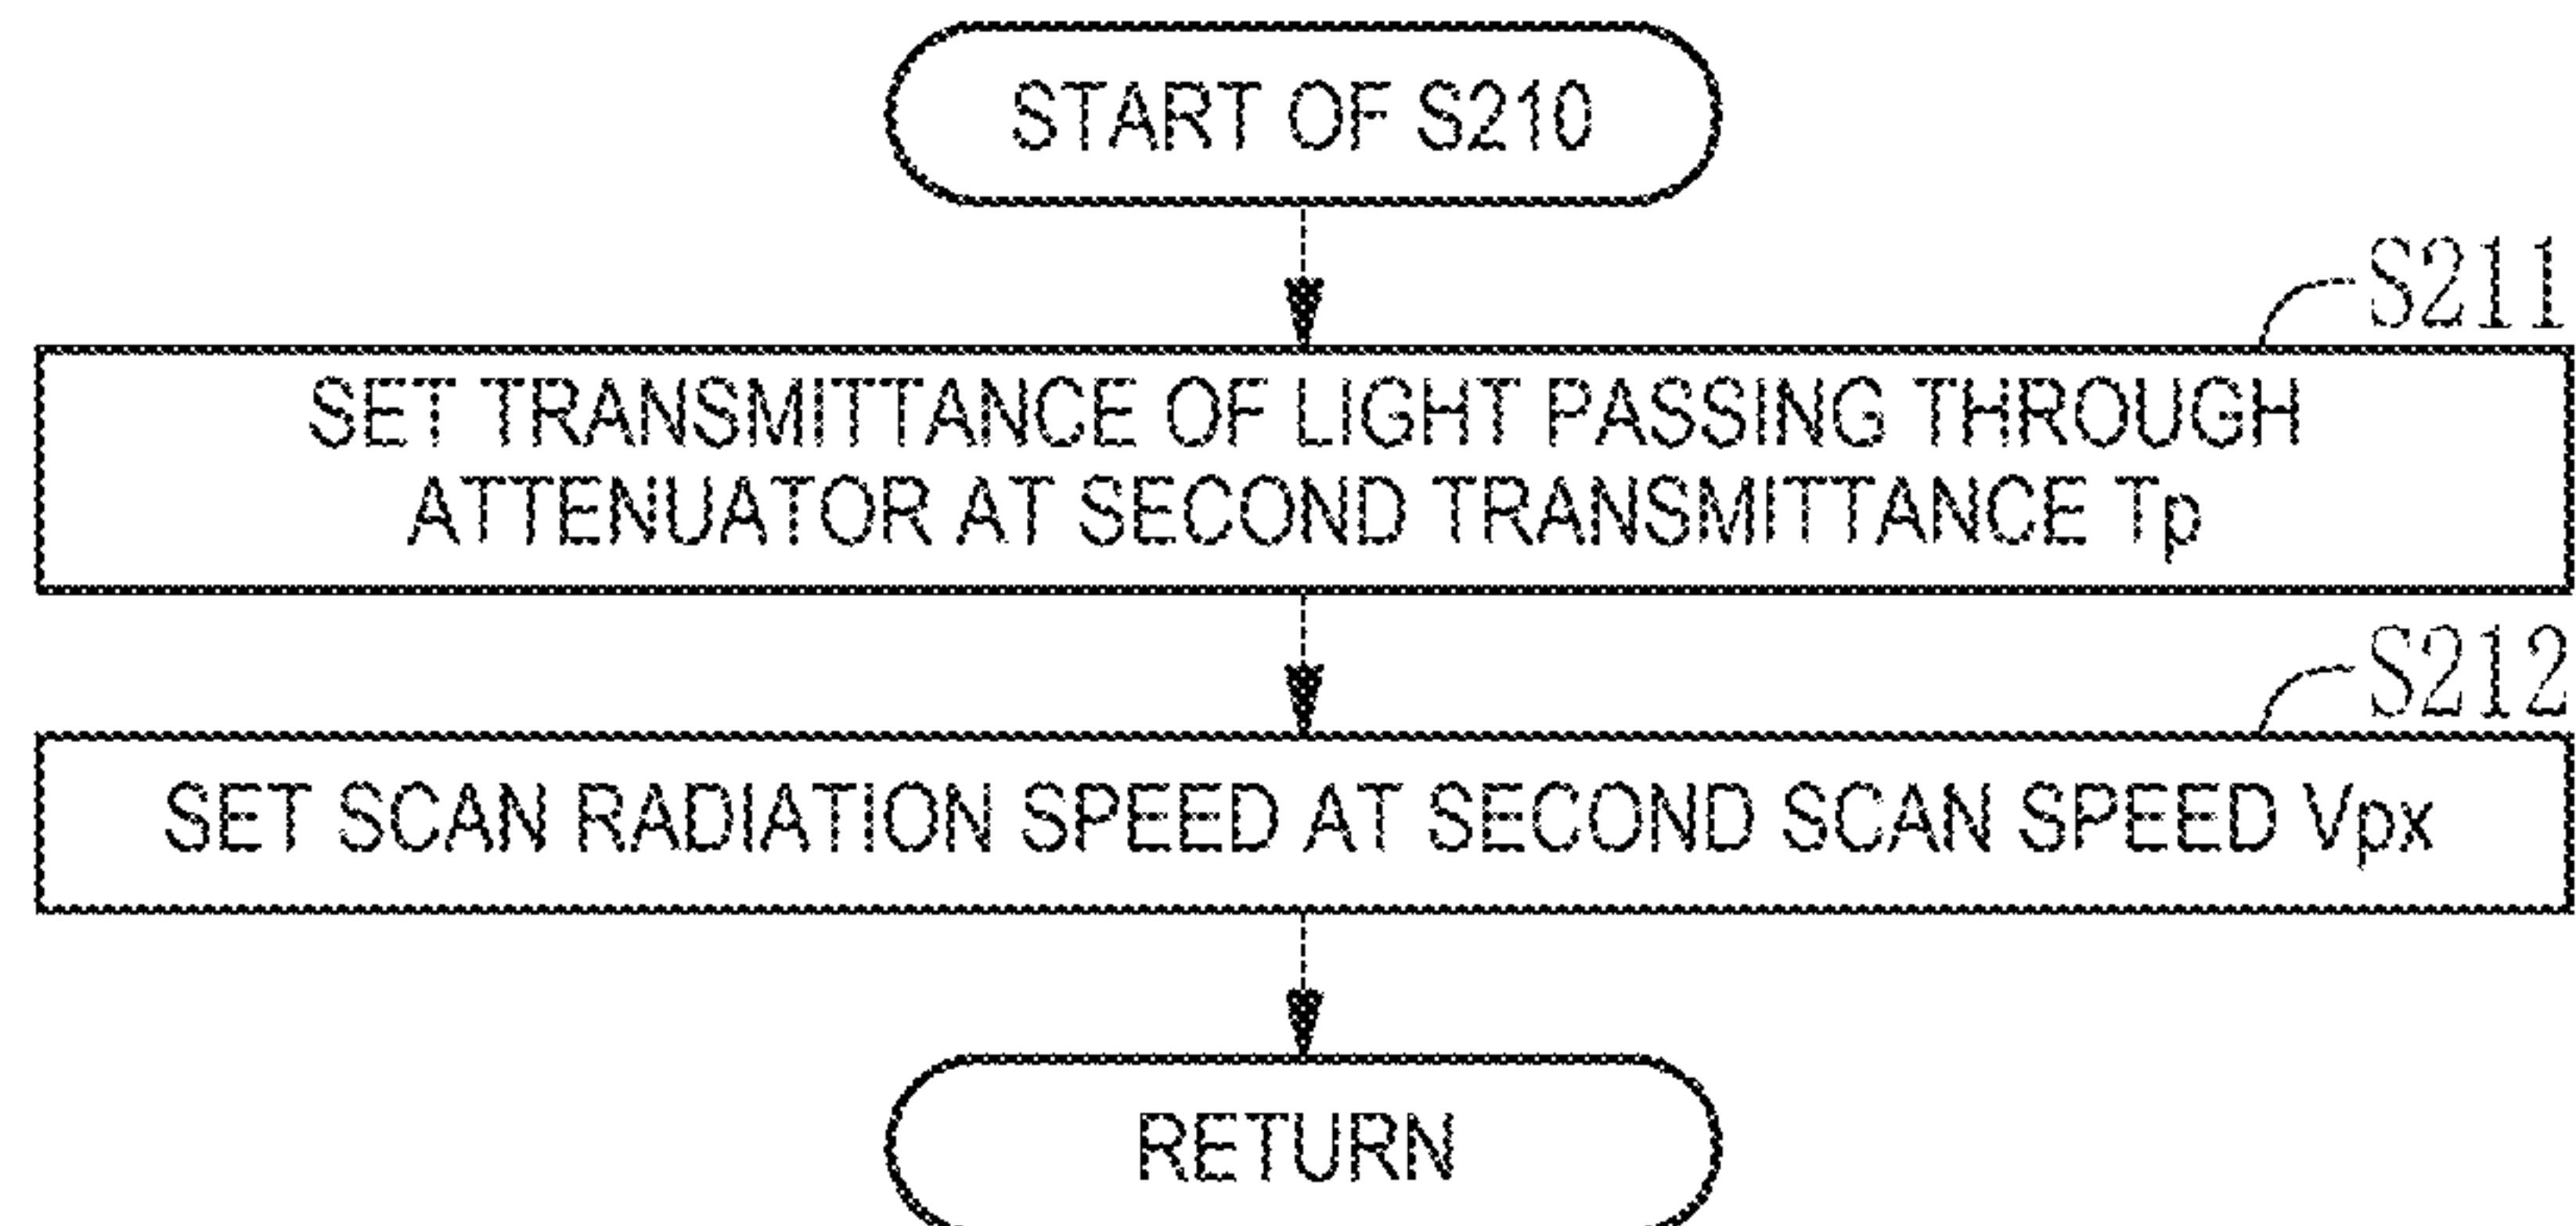 START OF S210
S211
SET TRANSMITTANCE OF LIGHT PASSING THROUGH
ATTENUATOR AT SECOND TRANSMITTANCE Tp
S212
SET SCAN RADIATION SPEED AT SECOND SCAN SPEED Vpx
RETURN